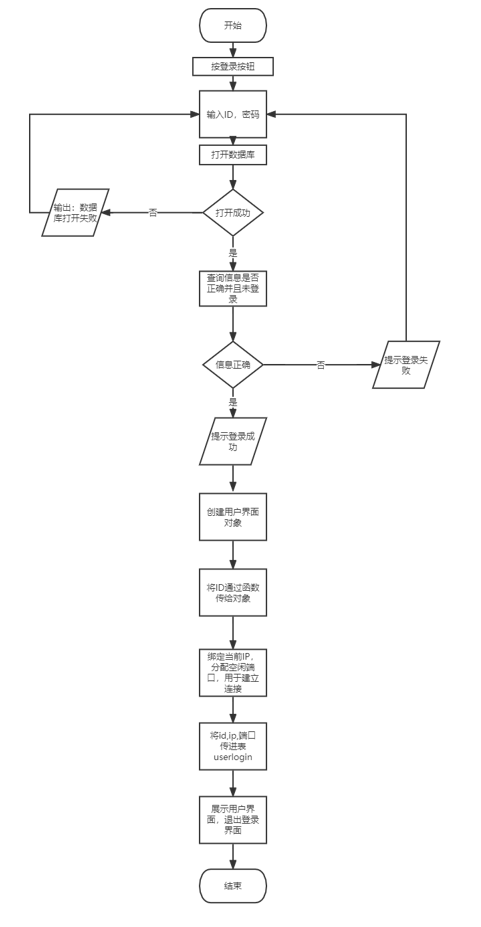 开始
按登录按钮
输入ID，密码
打开数据库
输出：数据
库打开失败
否
打开成功
是
查询信息是否
正确并且未登
录
信息正确
否
提示登录失
败
是
提示登录成
功
创建用户界面
对象
将ID通过函数
传给对象
绑定当前IP，
分配空闲端
口，用于建立
连接
将id,ip,端口
传进表
userlogin
展示用户界
面，退出登录
界面
结束